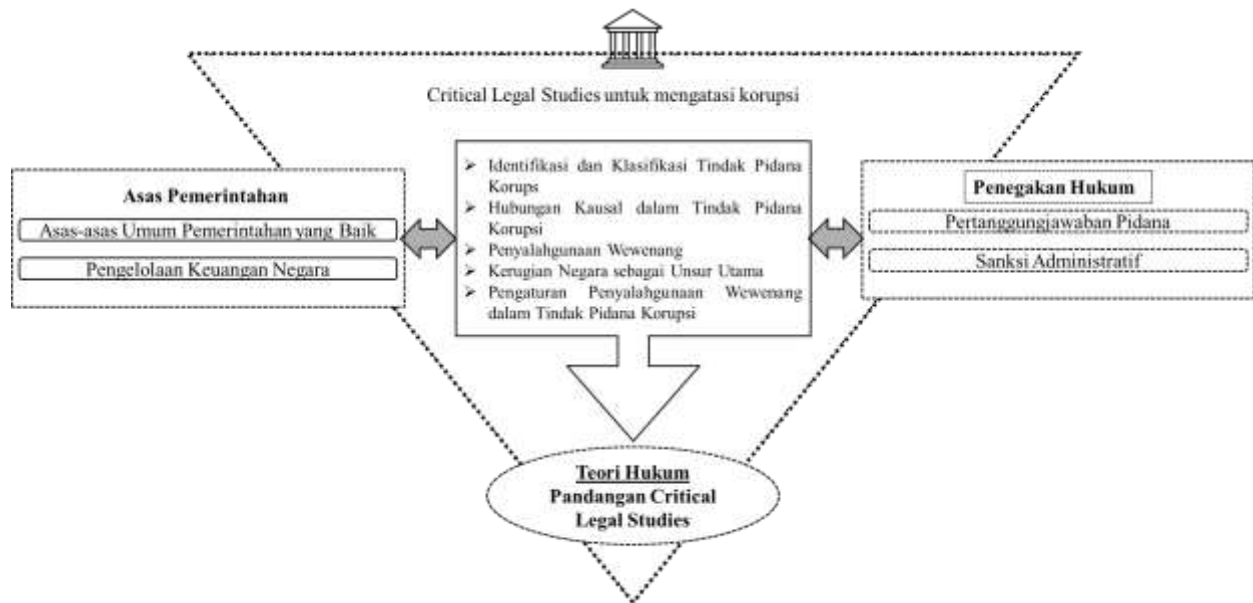 Critical Legal Studies untuk mengatasi korupsi
Asas Pemerintahan
Asas-asas Umum Pemerintahan yang Baik
Pengelolaan Keuangan Negara
➢ Identifikasi dan Klasifikasi Tindak Pidana
Korups
➢ Hubungan Kausal dalam Tindak Pidana
Korupsi
➢ Penyalahgunaan Wewenang
➢ Kerugian Negara sebagai Unsur Utama
➢ Pengaturan Penyalahgunaan Wewenang
dalam Tindak Pidana Korupsi
Penegakan Hukum
Pertanggungjawaban Pidana
Sanksi Administratif
Teori Hukum
Pandangan Critical
Legal Studies